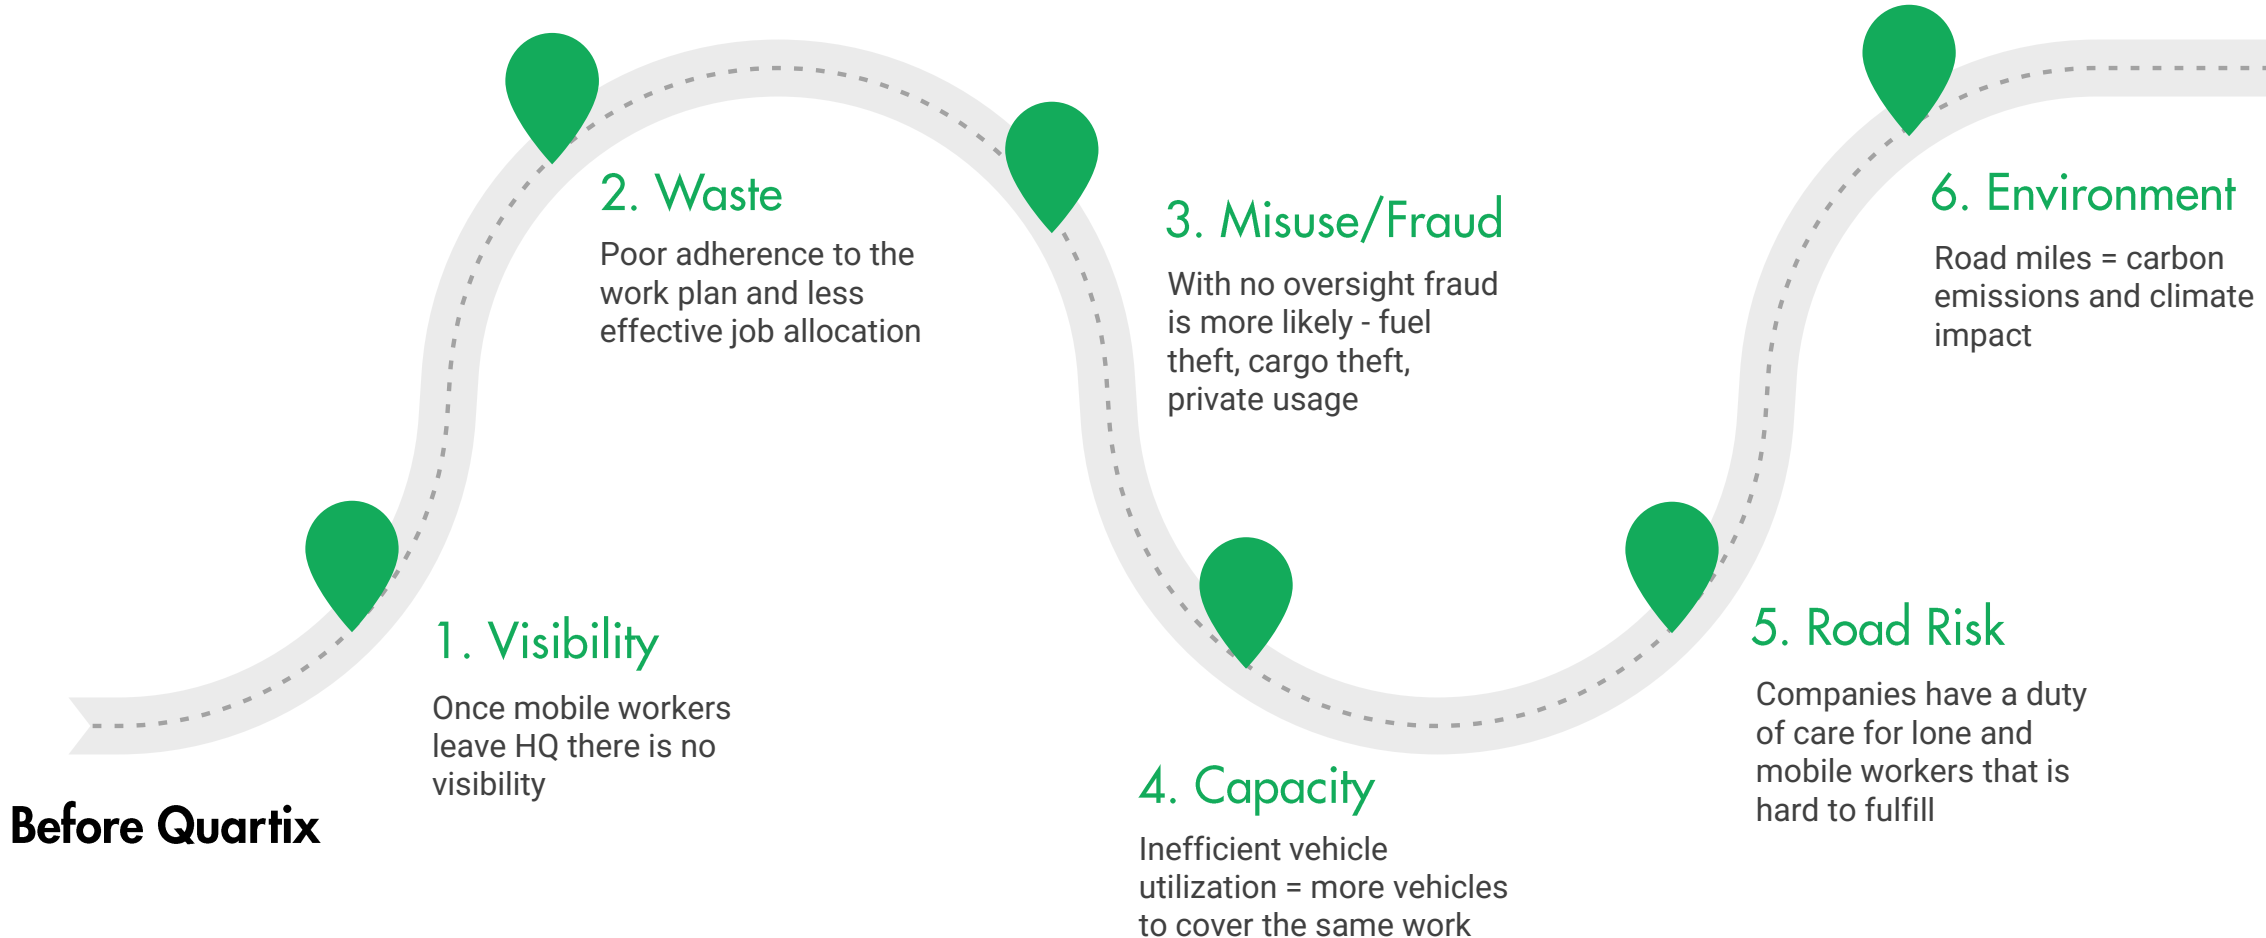 Before Quartix
1. Visibility
Once mobile workers
leave HQ there is no
visibility
2. Waste
Poor adherence to the
work plan and less
effective job allocation
3. Misuse/Fraud
With no oversight fraud
is more likely - fuel
theft, cargo theft,
private usage
4. Capacity
Inefficient vehicle
utilization = more vehicles
to cover the same work
5. Road Risk
Companies have a duty
of care for lone and
mobile workers that is
hard to fulfill
6. Environment
Road miles = carbon
emissions and climate
impact